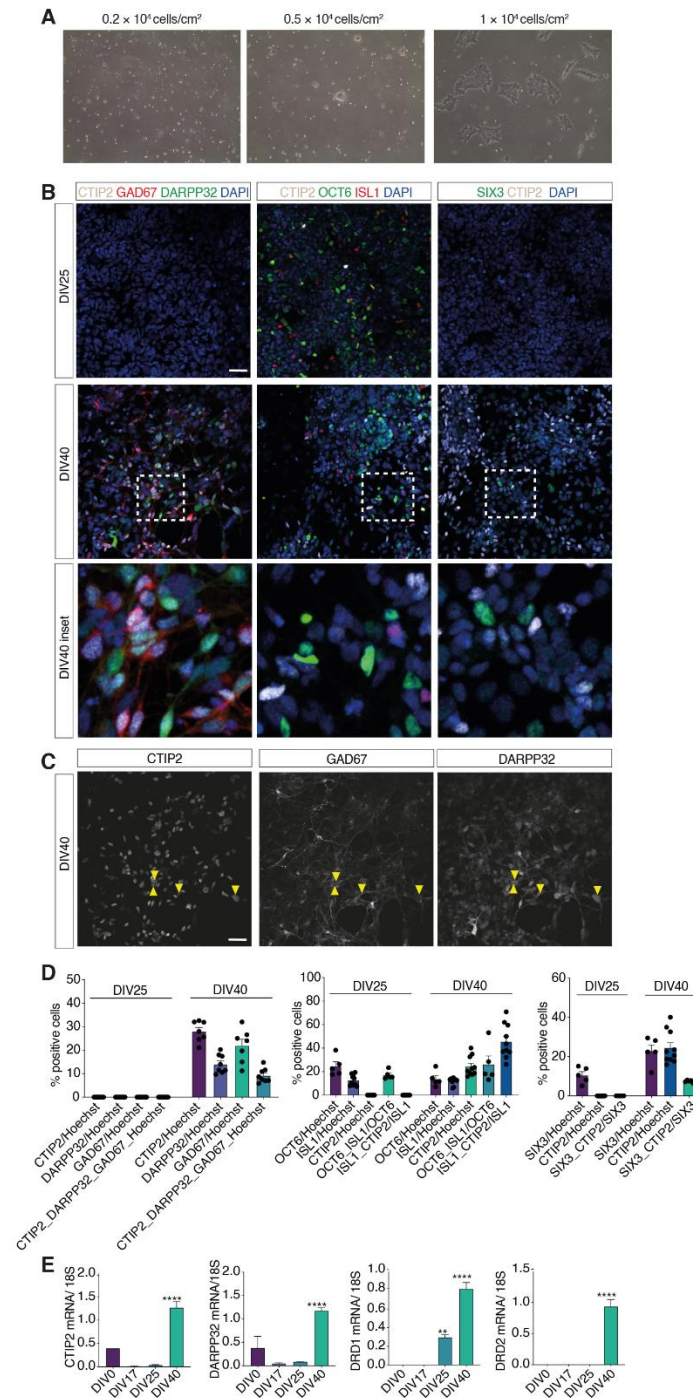 A
0.2 × 10⁴ cells/cm²
0.5 × 10⁴ cells/cm²
1 × 10⁴ cells/cm²
B
CTIP2 GAD67 DARPP32 DAPI
CTIP2 OCT6 ISL1 DAPI
SIX3 CTIP2 DAPI
DIV25
DIV40
DIV40 inset
C
CTIP2
GAD67
DARPP32
DIV40
D
% positive cells
50
40
30
20
10
0
DIV25
DIV40
CTIP2/Hoechst
DARPP32/Hoechst
GAD67/Hoechst
CTIP2_DARPP32_GAD67_Hoechst
CTIP2/Hoechst
DARPP32/Hoechst
GAD67/Hoechst
CTIP2_DARPP32_GAD67_Hoechst
% positive cells
100
80
60
40
20
0
DIV25
DIV40
OCT6/Hoechst
ISL1/Hoechst
CTIP2/Hoechst
OCT6_ISL1/OCT6
ISL1_CTIP2/ISL1
OCT6/Hoechst
ISL1/Hoechst
CTIP2/Hoechst
OCT6_ISL1/OCT6
ISL1_CTIP2/ISL1
% positive cells
60
40
20
0
DIV25
DIV40
SIX3/Hoechst
CTIP2/Hoechst
SIX3_CTIP2/SIX3
SIX3/Hoechst
CTIP2/Hoechst
SIX3_CTIP2/SIX3
E
CTIP2 mRNA/ 18S
2.0
1.5
1.0
0.5
0.0
****
DIV0
DIV17
DIV25
DIV40
DARPP32 mRNA/ 18S
2.0
1.5
1.0
0.5
0.0
****
DIV0
DIV17
DIV25
DIV40
DRD1 mRNA/ 18S
1.0
0.8
0.6
0.4
0.2
0.0
**
****
DIV0
DIV17
DIV25
DIV40
DRD2 mRNA/ 18S
2.0
1.5
1.0
0.5
0.0
****
DIV0
DIV17
DIV25
DIV40